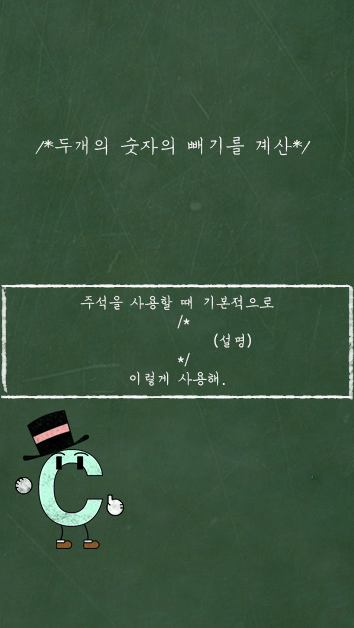 /*두개의 숫자의 빼기를 계산*/
주석을 사용할 때 기본적으로
/*
(설명)
*/
이렇게 사용해.